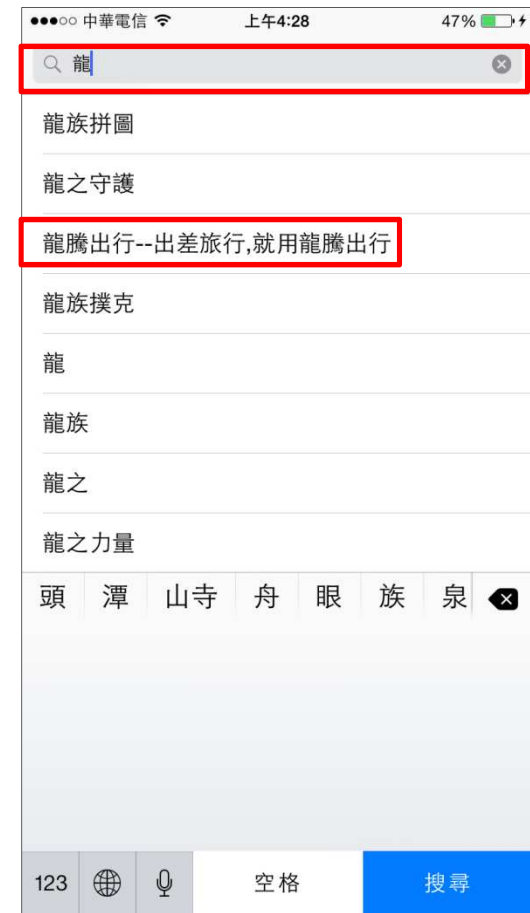 中華電信 上午4:28 47%
龍
龍族拼圖
龍之守護
龍騰出行--出差旅行,就用龍騰出行
龍族撲克
龍
龍族
龍之
龍之力量
頭 潭 山寺 舟 眼 族 泉
123 空格 搜尋